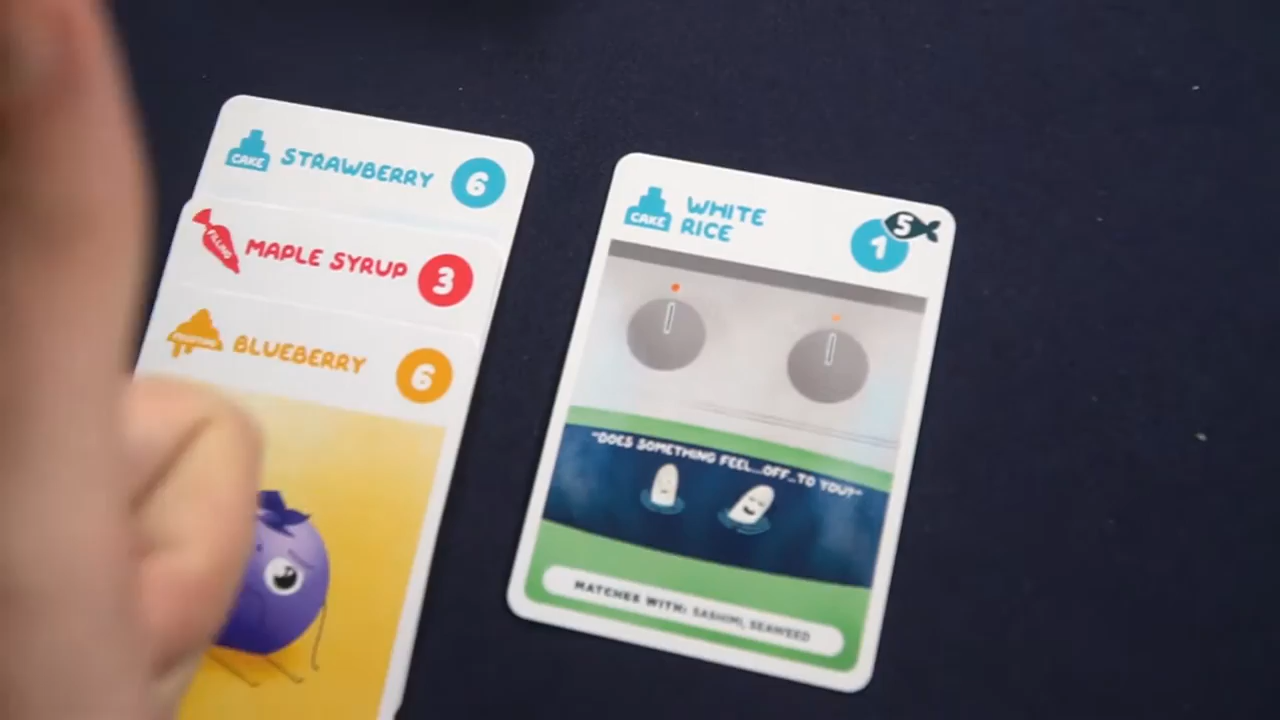 CAKE STRAWBERRY 6
FILLING MAPLE SYRUP 3
BLUEBERRY 6
CAKE WHITE RICE 1 5
"DOES SOMETHING FEEL...OFF...TO YOU?"
MATCHES WITH: SASHIMI, SEAWEED